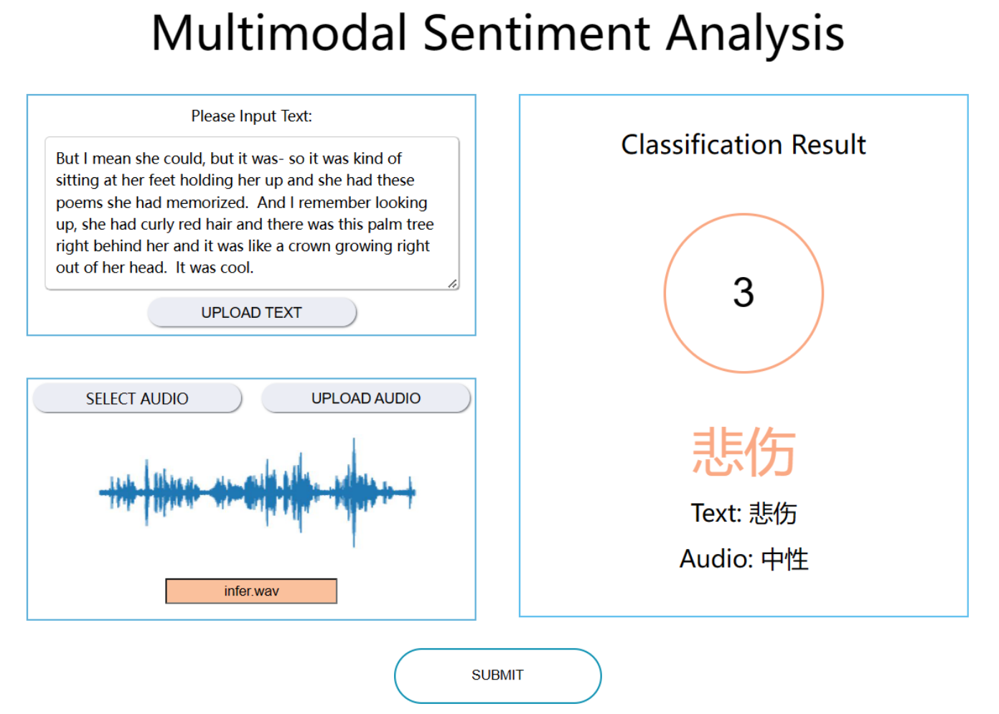 Multimodal Sentiment Analysis
Please Input Text:
But I mean she could, but it was- so it was kind of
sitting at her feet holding her up and she had these
poems she had memorized.  And I remember looking
up, she had curly red hair and there was this palm tree
right behind her and it was like a crown growing right
out of her head.  It was cool.
UPLOAD TEXT
SELECT AUDIO
UPLOAD AUDIO
infer.wav
Classification Result
3
悲伤
Text: 悲伤
Audio: 中性
SUBMIT